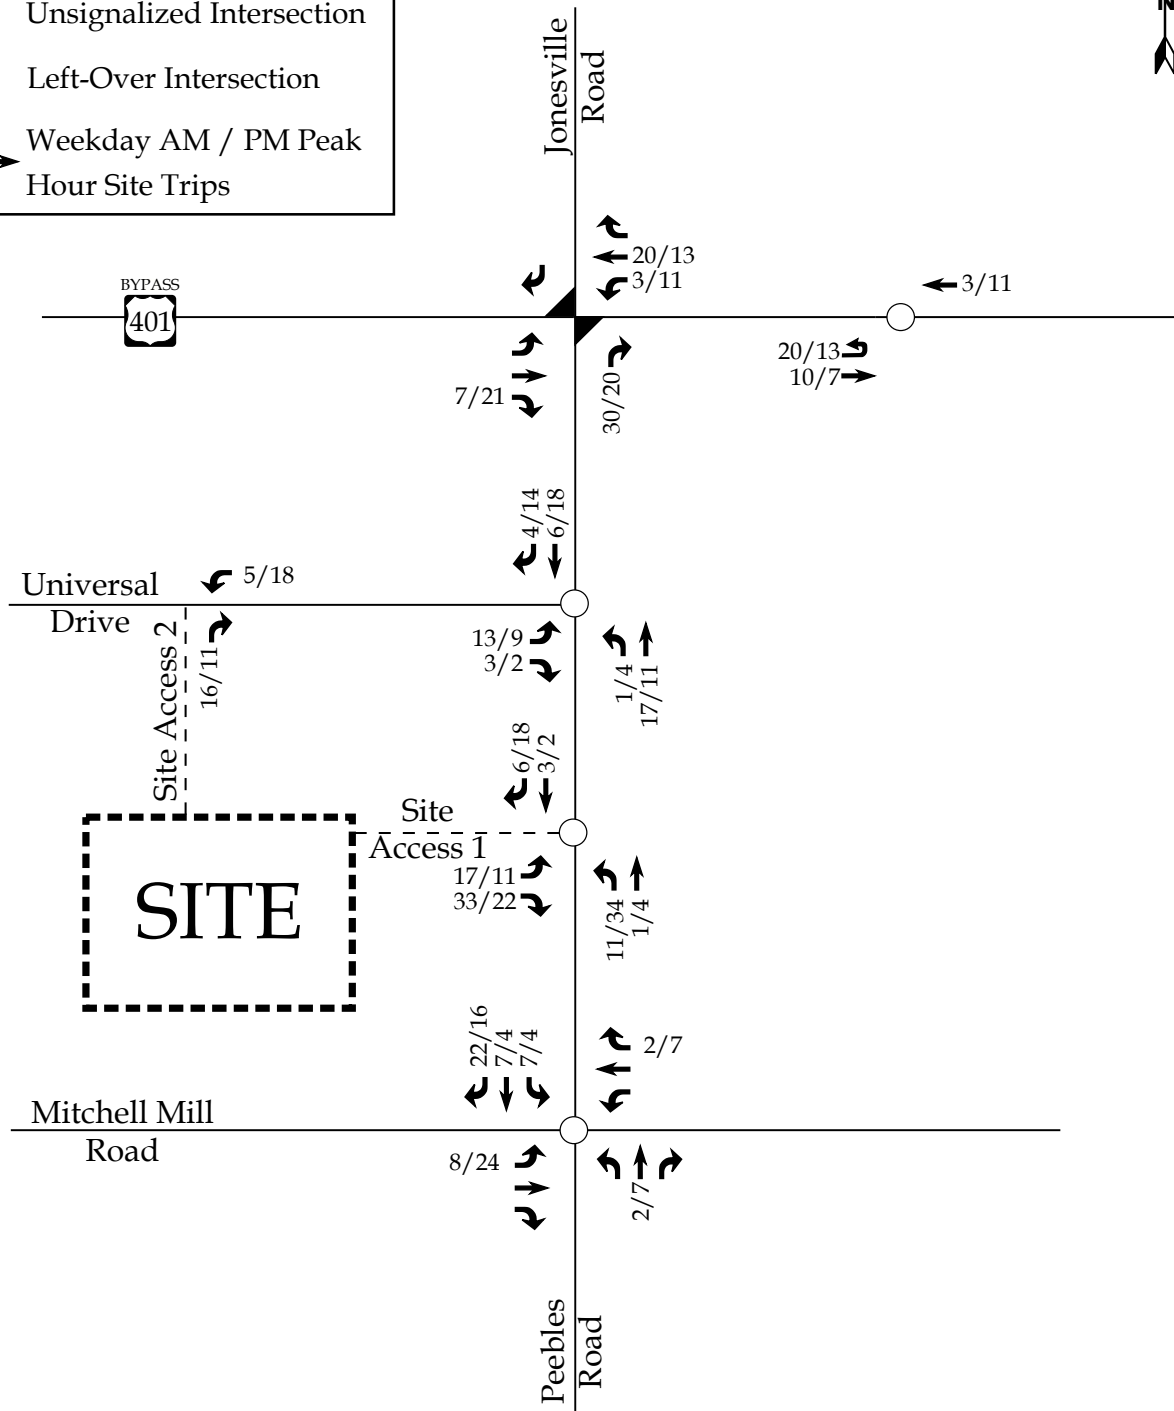 Unsignalized Intersection
Left-Over Intersection
Weekday AM / PM Peak
Hour Site Trips
N
Jonesville
Road
20/13
3/11
BYPASS
401
3/11
20/13
10/7
7/21
30/20
4/14
6/18
Universal
Drive
5/18
Site Access 2
16/11
13/9
3/2
1/4
17/11
6/18
3/2
Site
Access 1
17/11
33/22
11/34
1/4
SITE
22/16
7/4
7/4
2/7
Mitchell Mill
Road
8/24
2/7
Peebles
Road